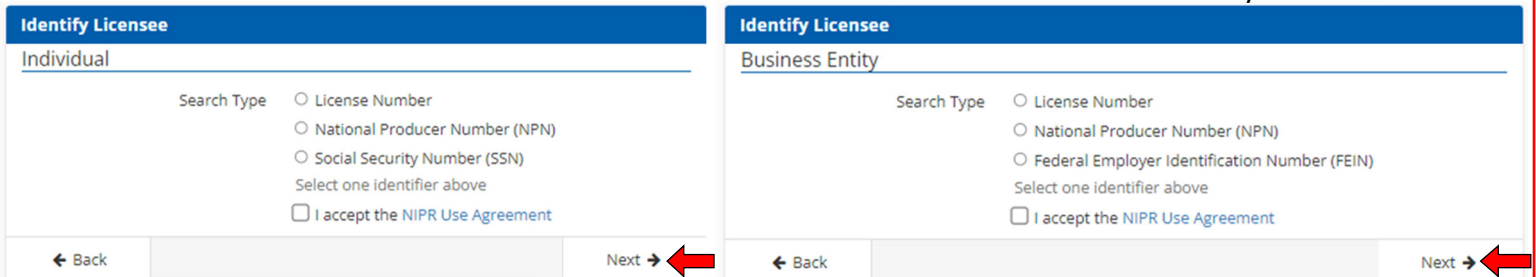 Identify Licensee
Individual
Search Type
License Number
National Producer Number (NPN)
Social Security Number (SSN)
Select one identifier above
I accept the NIPR Use Agreement
← Back
Next →
Identify Licensee
Business Entity
Search Type
License Number
National Producer Number (NPN)
Federal Employer Identification Number (FEIN)
Select one identifier above
I accept the NIPR Use Agreement
← Back
Next →